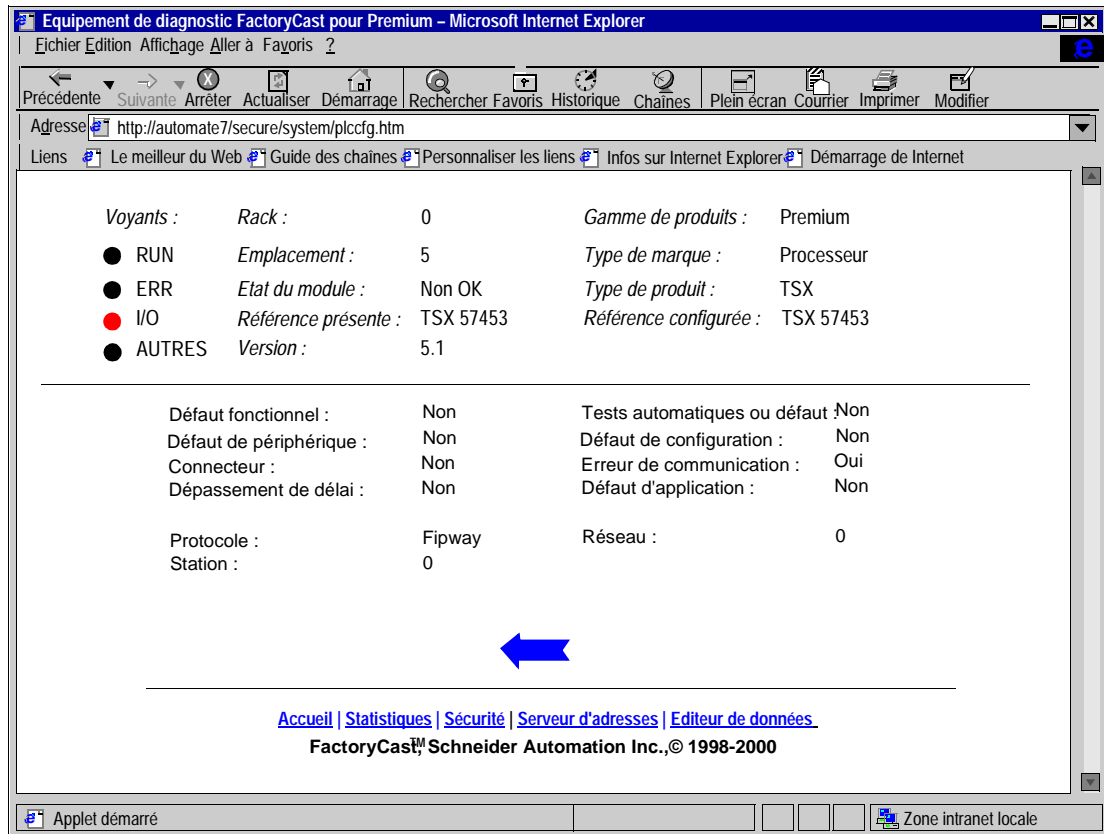 Equipement de diagnostic FactoryCast pour Premium – Microsoft Internet Explorer
Fichier Edition Affichage Aller à Favoris ?
Précédente Suivante Arrêter Actualiser Démarrage Rechercher Favoris Historique Chaînes Plein écran Courrier Imprimer Modifier
Adresse http://automate7/secure/system/plccfg.htm
Liens Le meilleur du Web Guide des chaînes Personnaliser les liens Infos sur Internet Explorer Démarrage de Internet
Voyants : Rack : 0 Gamme de produits : Premium
RUN Emplacement : 5 Type de marque : Processeur
ERR Etat du module : Non OK Type de produit : TSX
I/O Référence présente : TSX 57453 Référence configurée : TSX 57453
AUTRES Version : 5.1
Défaut fonctionnel : Non Tests automatiques ou défaut : Non
Défaut de périphérique : Non Défaut de configuration : Non
Connecteur : Non Erreur de communication : Oui
Dépassement de délai : Non Défaut d'application : Non
Protocole : Fipway Réseau : 0
Station : 0
Accueil | Statistiques | Sécurité | Serveur d'adresses | Editeur de données
FactoryCast™, Schneider Automation Inc.,© 1998-2000
Applet démarré Zone intranet locale